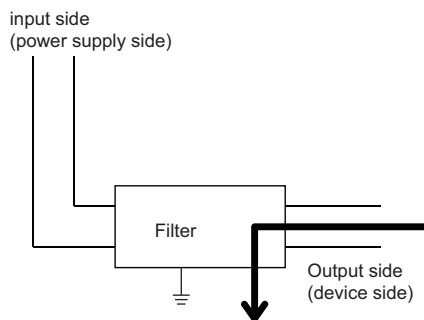 input side
(power supply side)
Filter
Output side
(device side)